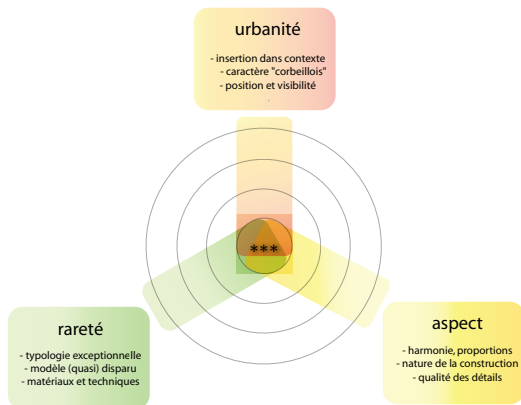 urbanité
- insertion dans contexte
- caractère "corbeillois"
- position et visibilité
***
rareté
- typologie exceptionnelle
- modèle (quasi) disparu
- matériaux et techniques
aspect
- harmonie, proportions
- nature de la construction
- qualité des détails